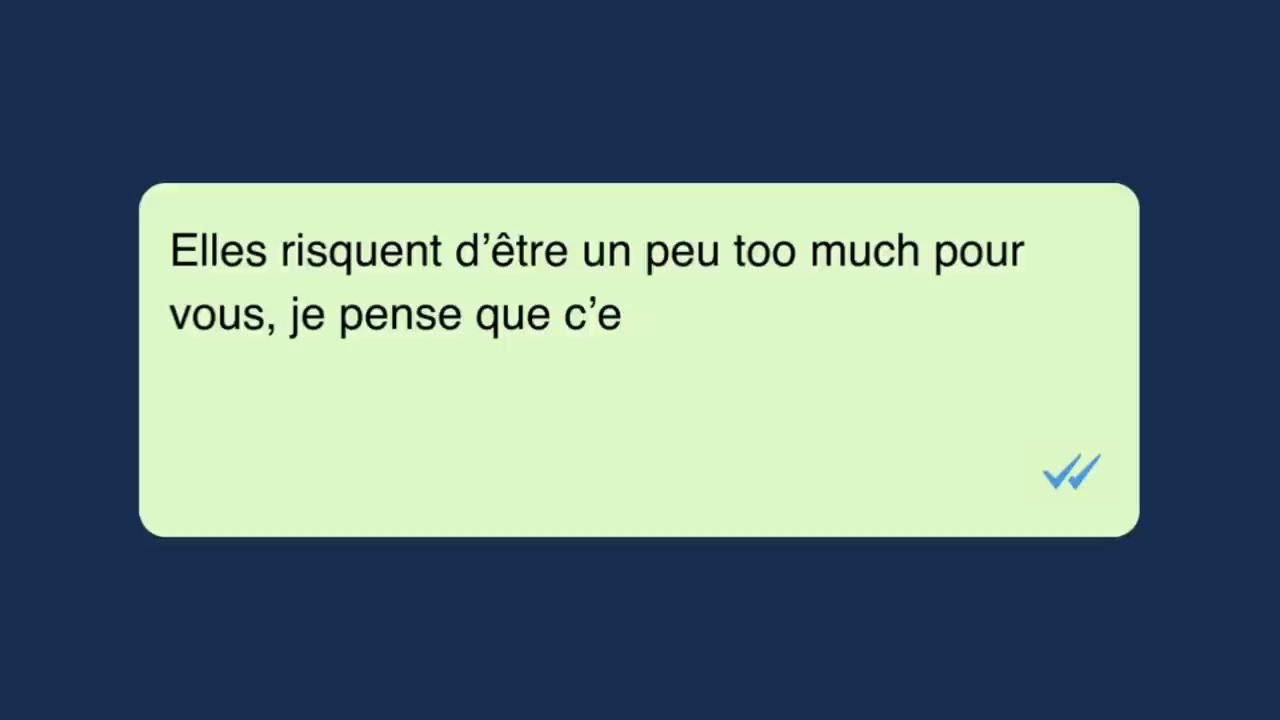 Elles risquent d’être un peu too much pour
vous, je pense que c’e